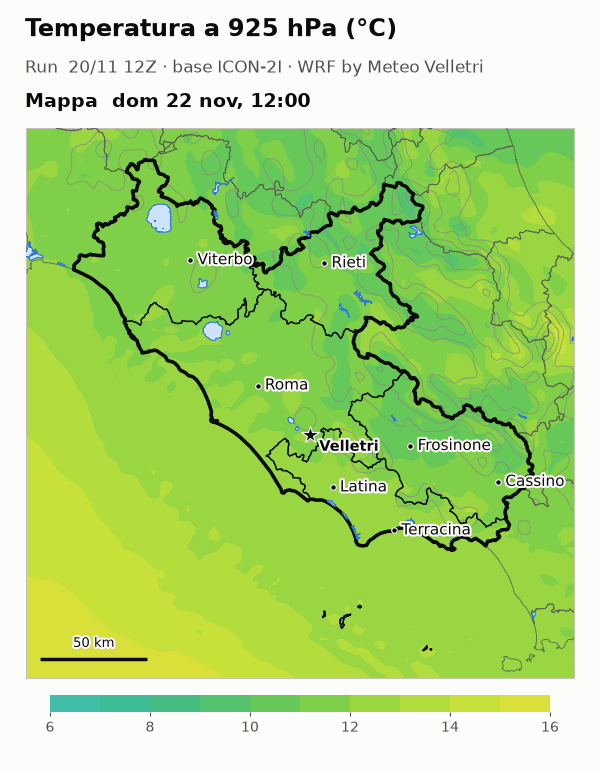 Temperatura a 925 hPa (°C)
Run  20/11 12Z · base ICON-2I · WRF by Meteo Velletri
Mappa  dom 22 nov, 12:00
Viterbo
Rieti
Roma
Velletri
Frosinone
Cassino
Latina
Terracina
50 km
6 8 10 12 14 16